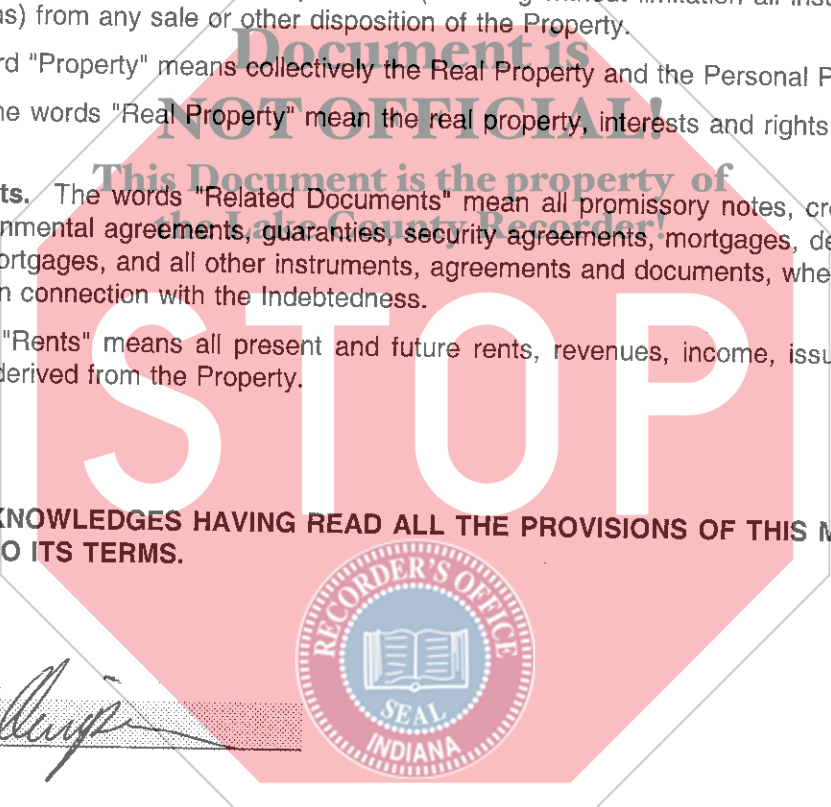 as) from any sale or other disposition of the Property.
Document is
rd "Property" means collectively the Real Property and the Personal P
NOT OFFICIAL!
he words "Real Property" mean the real property, interests and rights
This Document is the property of
ts. The words "Related Documents" mean all promissory notes, cre
the Lake County Recorder!
nmental agreements, guaranties, security agreements, mortgages, de
ortgages, and all other instruments, agreements and documents, whe
n connection with the Indebtedness.
"Rents" means all present and future rents, revenues, income, issu
derived from the Property.
STOP
KNOWLEDGES HAVING READ ALL THE PROVISIONS OF THIS M
O ITS TERMS.
RECORDER'S OFFICE
SEAL
INDIANA